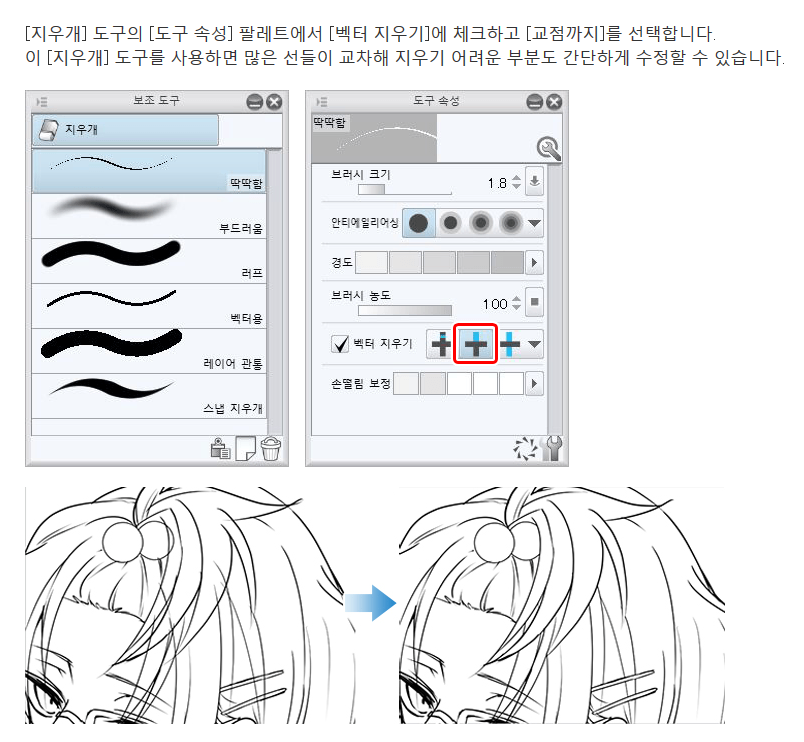 [지우개] 도구의 [도구 속성] 팔레트에서 [벡터 지우기]에 체크하고 [교점까지]를 선택합니다.
이 [지우개] 도구를 사용하면 많은 선들이 교차해 지우기 어려운 부분도 간단하게 수정할 수 있습니다.
보조 도구
지우개
딱딱함
부드러움
러프
벡터용
레이어 관통
스냅 지우개
도구 속성
딱딱함
브러시 크기
1.8
안티에일리어싱
경도
브러시 농도
100
벡터 지우기
손떨림 보정